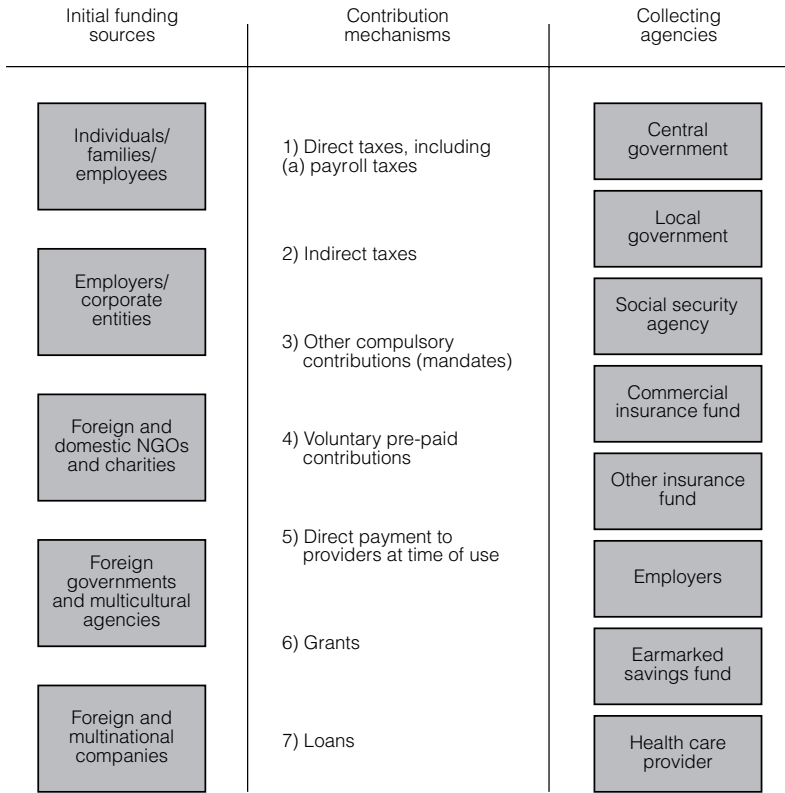 Initial funding
sources
Contribution
mechanisms
Collecting
agencies
Individuals/
families/
employees
Employers/
corporate
entities
Foreign and
domestic NGOs
and charities
Foreign
governments
and multicultural
agencies
Foreign and
multinational
companies
1) Direct taxes, including
(a) payroll taxes
2) Indirect taxes
3) Other compulsory
contributions (mandates)
4) Voluntary pre-paid
contributions
5) Direct payment to
providers at time of use
6) Grants
7) Loans
Central
government
Local
government
Social security
agency
Commercial
insurance fund
Other insurance
fund
Employers
Earmarked
savings fund
Health care
provider